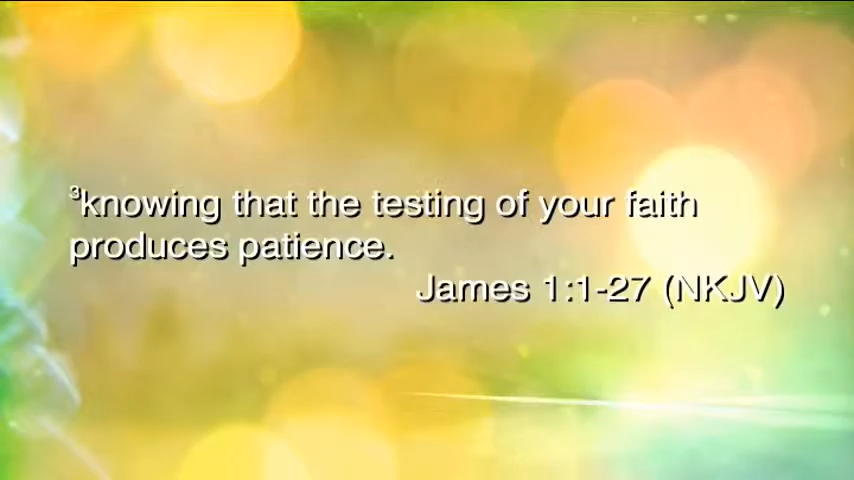 ³knowing that the testing of your faith
produces patience.
James 1:1-27 (NKJV)